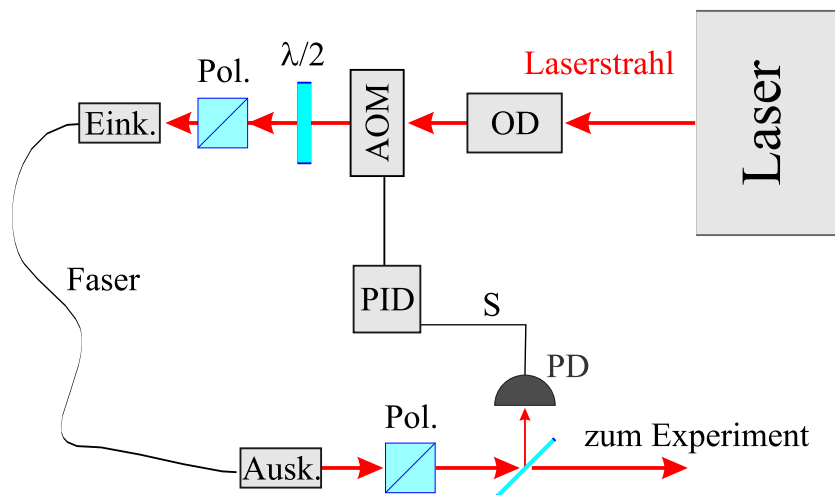 λ/2
Pol.
Laserstrahl
Laser
Eink.
AOM
OD
Faser
PID
S
PD
Pol.
zum Experiment
Ausk.